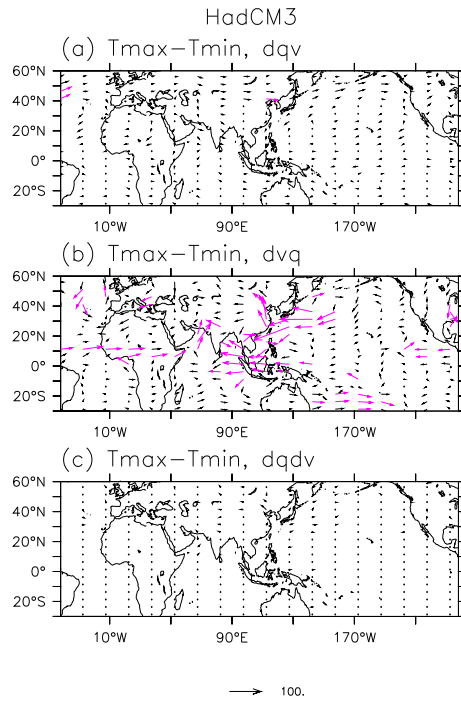 HadCM3
(a) Tmax−Tmin, dqv
60°N
40°N
20°N
0°
20°S
10°W 90°E 170°W
(b) Tmax−Tmin, dvq
60°N
40°N
20°N
0°
20°S
10°W 90°E 170°W
(c) Tmax−Tmin, dqdv
60°N
40°N
20°N
0°
20°S
10°W 90°E 170°W
100.